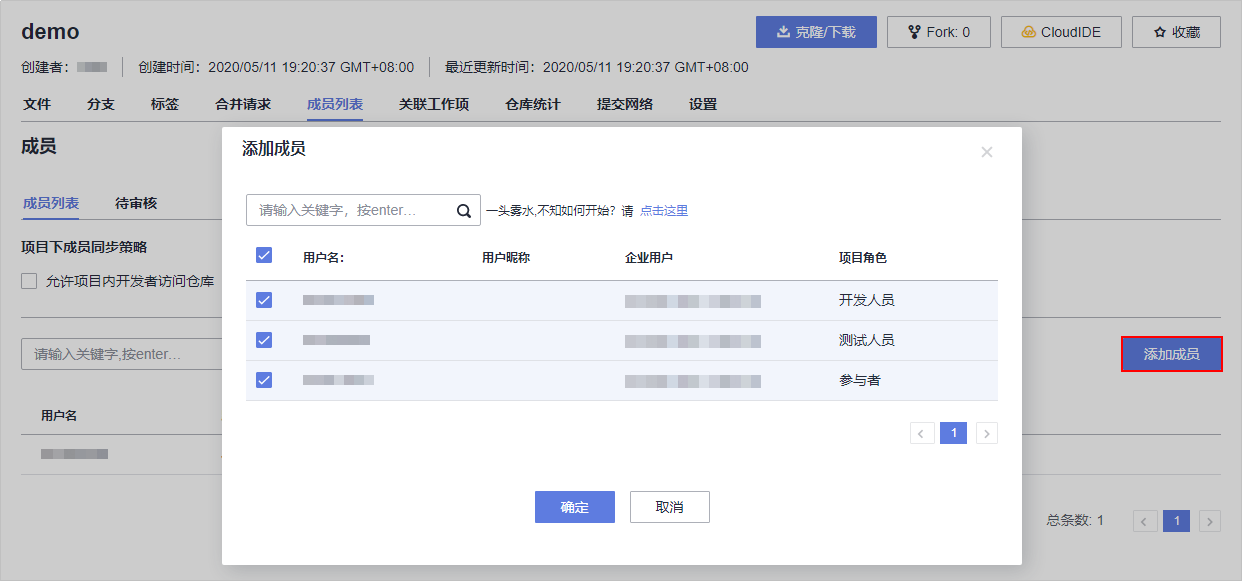 demo
克隆/下载
Fork: 0
CloudIDE
收藏
创建者:
创建时间: 2020/05/11 19:20:37 GMT+08:00
最近更新时间: 2020/05/11 19:20:37 GMT+08:00
文件 分支 标签 合并请求 成员列表 关联工作项 仓库统计 提交网络 设置
成员
成员列表 待审核
项目下成员同步策略
允许项目内开发者访问仓库
请输入关键字,按enter...
添加成员
用户名
总条数: 1
1
添加成员
请输入关键字，按enter...
一头雾水,不知如何开始？请 点击这里
用户名: 用户昵称 企业用户 项目角色
开发人员
测试人员
参与者
1
确定 取消